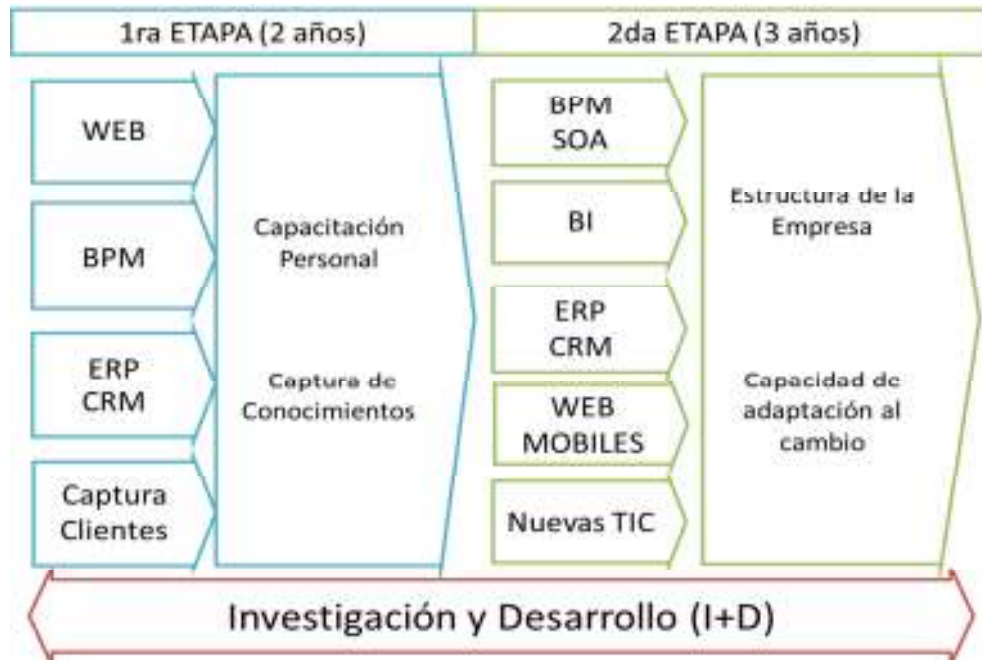 1ra ETAPA (2 años)
2da ETAPA (3 años)
WEB
BPM
ERP
CRM
Captura
Clientes
Capacitación
Personal
Captura de
Conocimientos
BPM
SOA
BI
ERP
CRM
WEB
MOBILES
Nuevas TIC
Estructura de la
Empresa
Capacidad de
adaptación al
cambio
Investigación y Desarrollo (I+D)